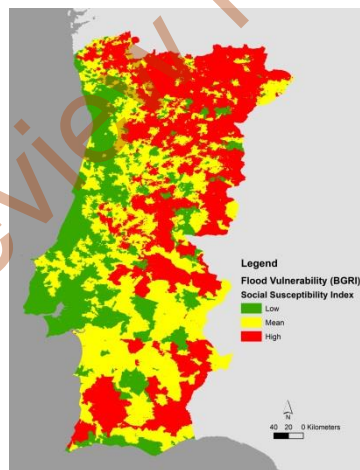 Legend
Flood Vulnerability (BGRI)
Social Susceptibility Index
Low
Mean
High
N
40 20 0 Kilometers